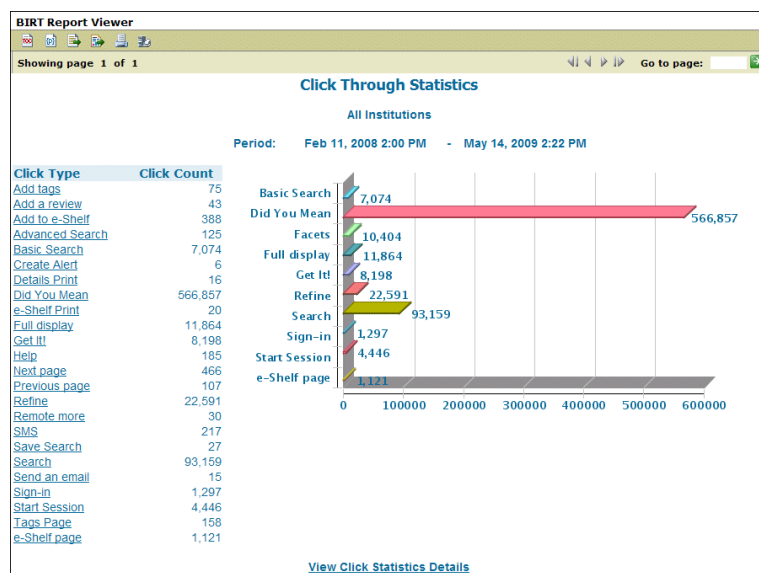 BIRT Report Viewer
Showing page 1 of 1
Go to page:
Click Through Statistics
All Institutions
Period: Feb 11, 2008 2:00 PM - May 14, 2009 2:22 PM
Click Type Click Count
Add tags 75
Add a review 43
Add to e-Shelf 388
Advanced Search 125
Basic Search 7,074
Create Alert 6
Details Print 16
Did You Mean 566,857
e-Shelf Print 20
Full display 11,864
Get It! 8,198
Help 185
Next page 466
Previous page 107
Refine 22,591
Remote more 30
SMS 217
Save Search 27
Search 93,159
Send an email 15
Sign-in 1,297
Start Session 4,446
Tags Page 158
e-Shelf page 1,121
Basic Search 7,074
Did You Mean 566,857
Facets 10,404
Full display 11,864
Get It! 8,198
Refine 22,591
Search 93,159
Sign-in 1,297
Start Session 4,446
e-Shelf page 1,121
0 100000 200000 300000 400000 500000 600000
View Click Statistics Details